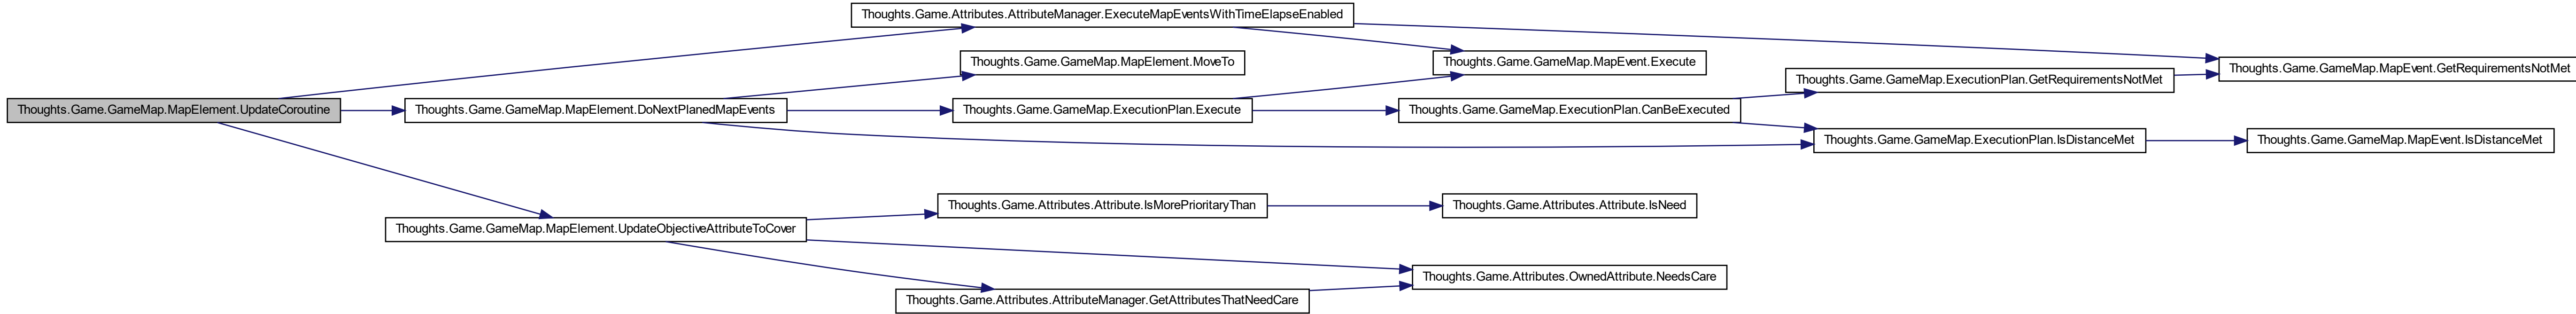 Thoughts.Game.Attributes.AttributeManager.ExecuteMapEventsWithTimeElapseEnabled
Thoughts.Game.GameMap.MapElement.MoveTo
Thoughts.Game.GameMap.MapEvent.Execute
Thoughts.Game.GameMap.MapEvent.GetRequirementsNotMet
Thoughts.Game.GameMap.ExecutionPlan.GetRequirementsNotMet
Thoughts.Game.GameMap.MapElement.UpdateCoroutine
Thoughts.Game.GameMap.MapElement.DoNextPlanedMapEvents
Thoughts.Game.GameMap.ExecutionPlan.Execute
Thoughts.Game.GameMap.ExecutionPlan.CanBeExecuted
Thoughts.Game.GameMap.ExecutionPlan.IsDistanceMet
Thoughts.Game.GameMap.MapEvent.IsDistanceMet
Thoughts.Game.Attributes.Attribute.IsMorePrioritaryThan
Thoughts.Game.Attributes.Attribute.IsNeed
Thoughts.Game.GameMap.MapElement.UpdateObjectiveAttributeToCover
Thoughts.Game.Attributes.OwnedAttribute.NeedsCare
Thoughts.Game.Attributes.AttributeManager.GetAttributesThatNeedCare